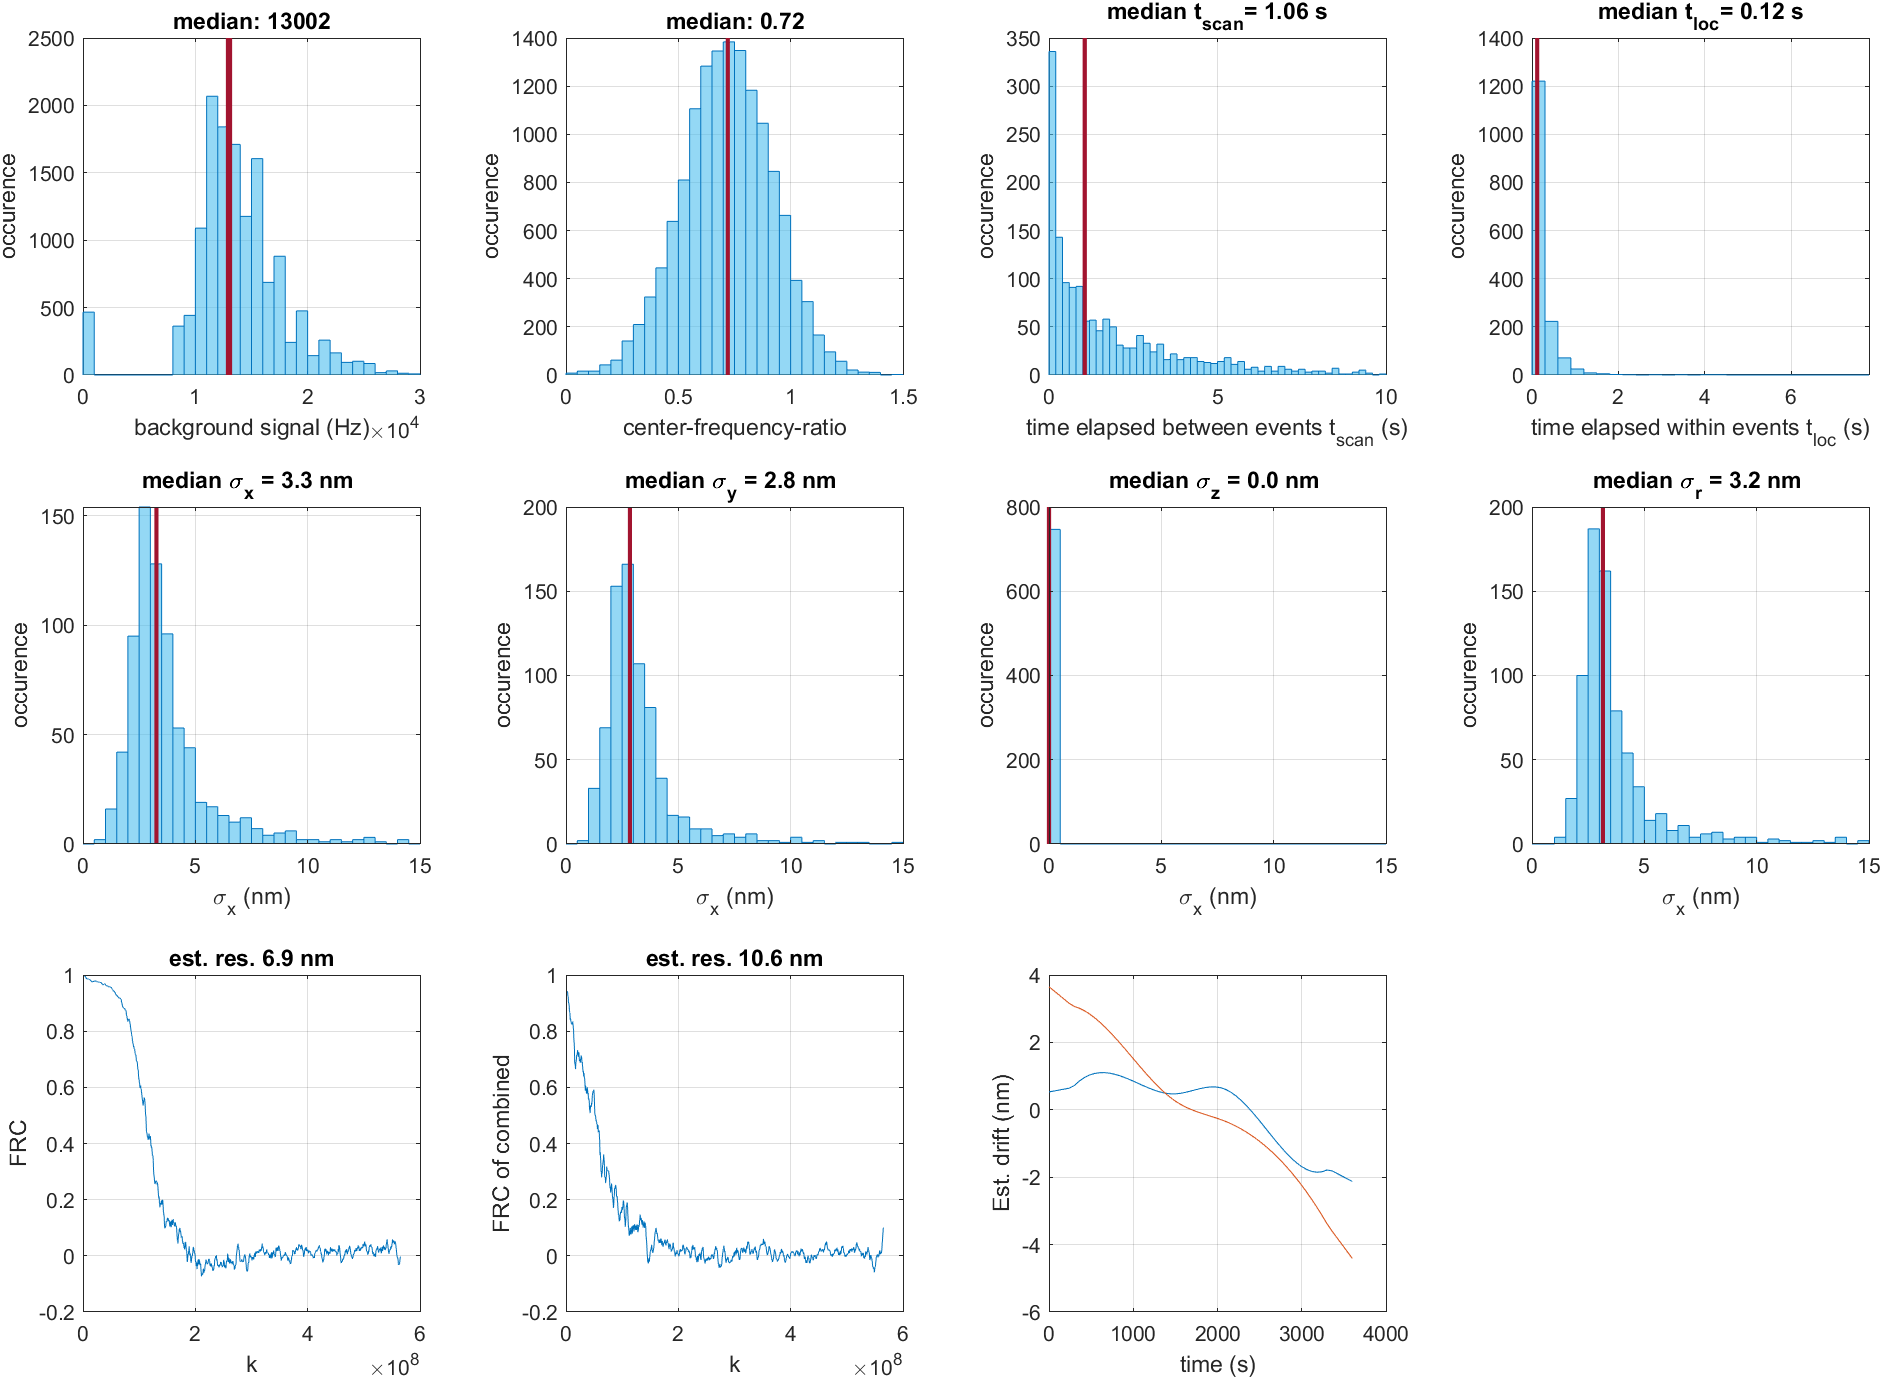 median: 13002
2500
2000
1500
1000
500
0
occurence
0 1 2 3
background signal (Hz) ×10⁴
median: 0.72
1400
1200
1000
800
600
400
200
0
occurence
0 0.5 1 1.5
center-frequency-ratio
median t_scan = 1.06 s
350
300
250
200
150
100
50
0
occurence
0 5 10
time elapsed between events t_scan (s)
median t_loc = 0.12 s
1400
1200
1000
800
600
400
200
0
occurence
0 2 4 6
time elapsed within events t_loc (s)
median σ_x = 3.3 nm
150
100
50
0
occurence
0 5 10 15
σ_x (nm)
median σ_y = 2.8 nm
200
150
100
50
0
occurence
0 5 10 15
σ_x (nm)
median σ_z = 0.0 nm
800
600
400
200
0
occurence
0 5 10 15
σ_x (nm)
median σ_r = 3.2 nm
200
150
100
50
0
occurence
0 5 10 15
σ_x (nm)
est. res. 6.9 nm
1
0.8
0.6
0.4
0.2
0
-0.2
FRC
0 2 4 6
k ×10⁸
est. res. 10.6 nm
1
0.8
0.6
0.4
0.2
0
-0.2
FRC of combined
0 2 4 6
k ×10⁸
4
2
0
-2
-4
-6
Est. drift (nm)
0 1000 2000 3000 4000
time (s)